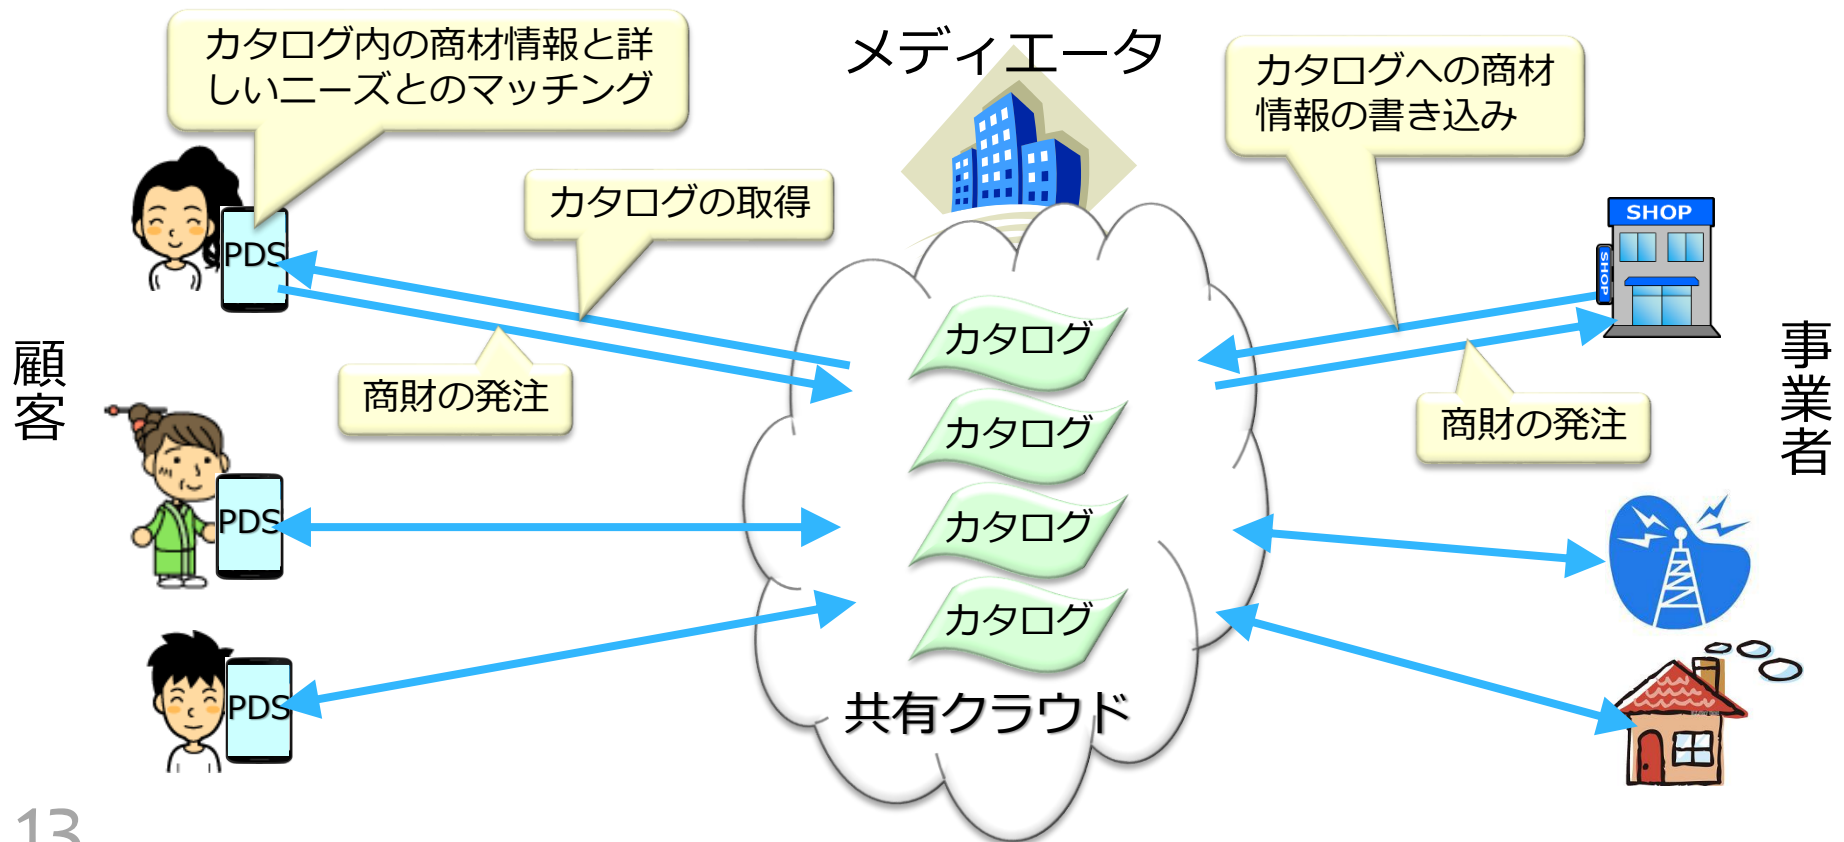 カタログ内の商材情報と詳
しいニーズとのマッチング
メディエータ
カタログへの商材
情報の書き込み
カタログの取得
SHOP
SHOP
PDS
カタログ
商財の発注
商財の発注
顧客
事業者
カタログ
PDS
カタログ
カタログ
PDS
共有クラウド
13